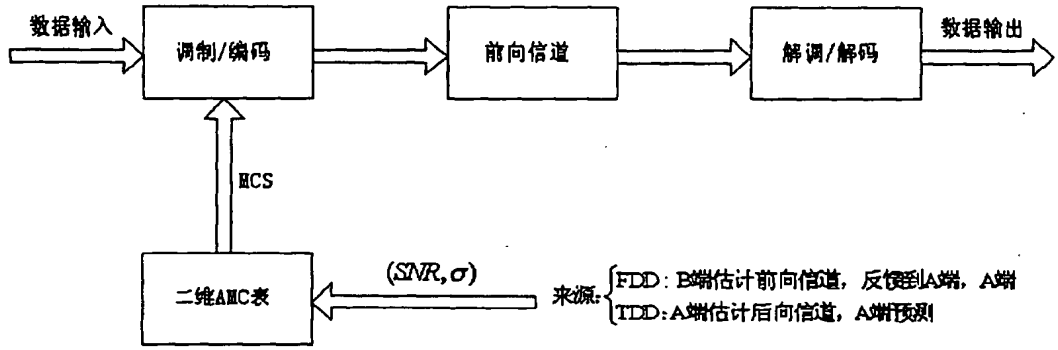 数据输入
调制/编码
前向信道
解调/解码
数据输出
MCS
二维AMC表
(SNR,σ)
来源:
FDD: B端估计前向信道, 反馈到A端, A端
TDD: A端估计后向信道, A端预测